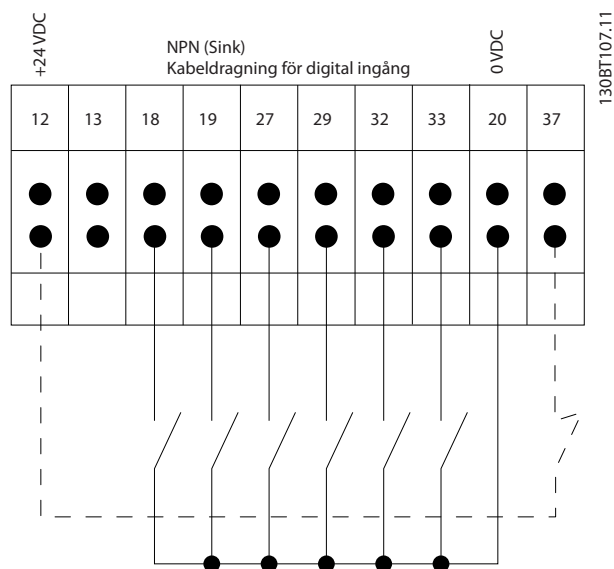 +24 VDC
NPN (Sink)
Kabeldragning för digital ingång
0 VDC
130BT107.11
12 13 18 19 27 29 32 33 20 37